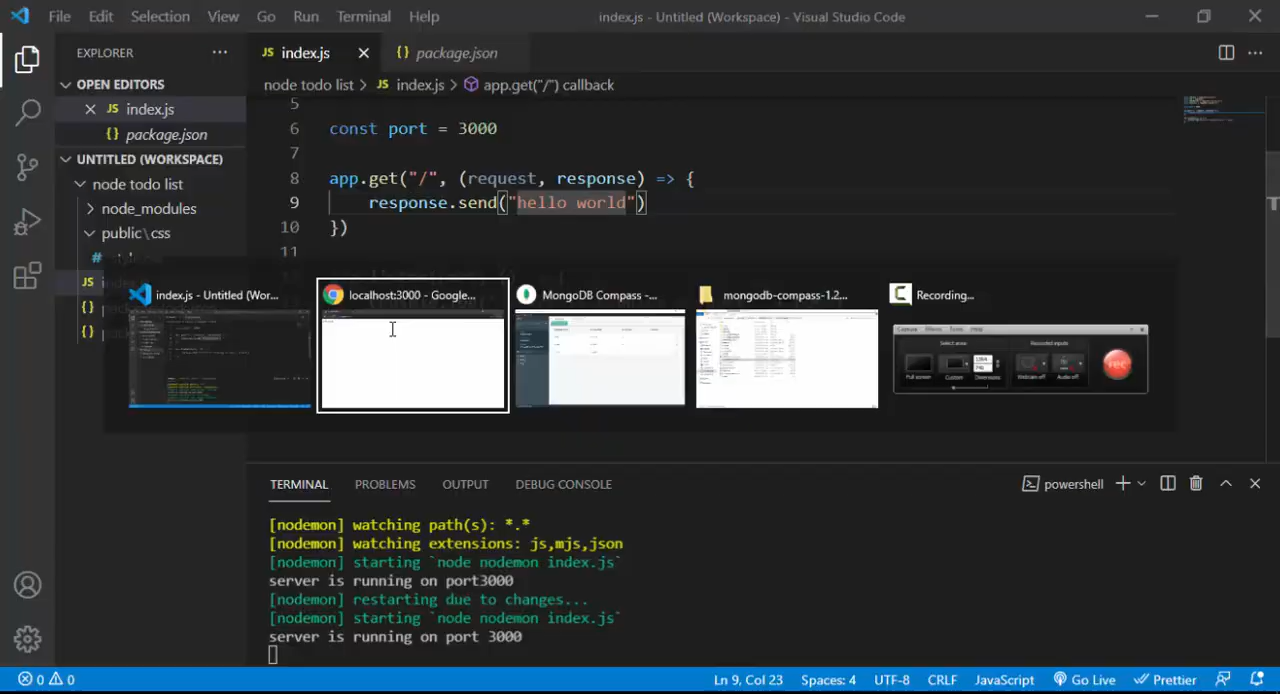 File Edit Selection View Go Run Terminal Help index.js - Untitled (Workspace) - Visual Studio Code
EXPLORER
JS index.js
{} package.json
OPEN EDITORS
JS index.js
{} package.json
node todo list > JS index.js > app.get("/") callback
UNTITLED (WORKSPACE)
node todo list
node_modules
public\css
#
JS
{}
{}
5
6 const port = 3000
7
8 app.get("/", (request, response) => {
9 response.send("hello world")
10 })
11
index.js - Untitled (Wor...
localhost:3000 - Google...
MongoDB Compass -...
mongodb-compass-1.2...
Recording...
rec
TERMINAL PROBLEMS OUTPUT DEBUG CONSOLE powershell
[nodemon] watching path(s): *.*
[nodemon] watching extensions: js,mjs,json
[nodemon] starting `node nodemon index.js`
server is running on port3000
[nodemon] restarting due to changes...
[nodemon] starting `node nodemon index.js`
server is running on port 3000
0 0 Ln 9, Col 23 Spaces: 4 UTF-8 CRLF JavaScript Go Live Prettier